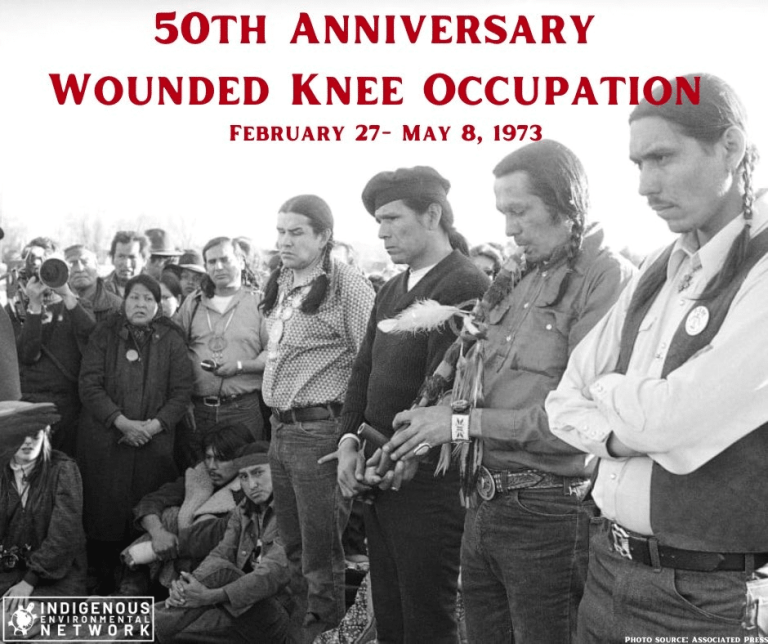 50TH ANNIVERSARY
WOUNDED KNEE OCCUPATION
FEBRUARY 27- MAY 8, 1973
INDIGENOUS
ENVIRONMENTAL
NETWORK
PHOTO SOURCE: ASSOCIATED PRESS